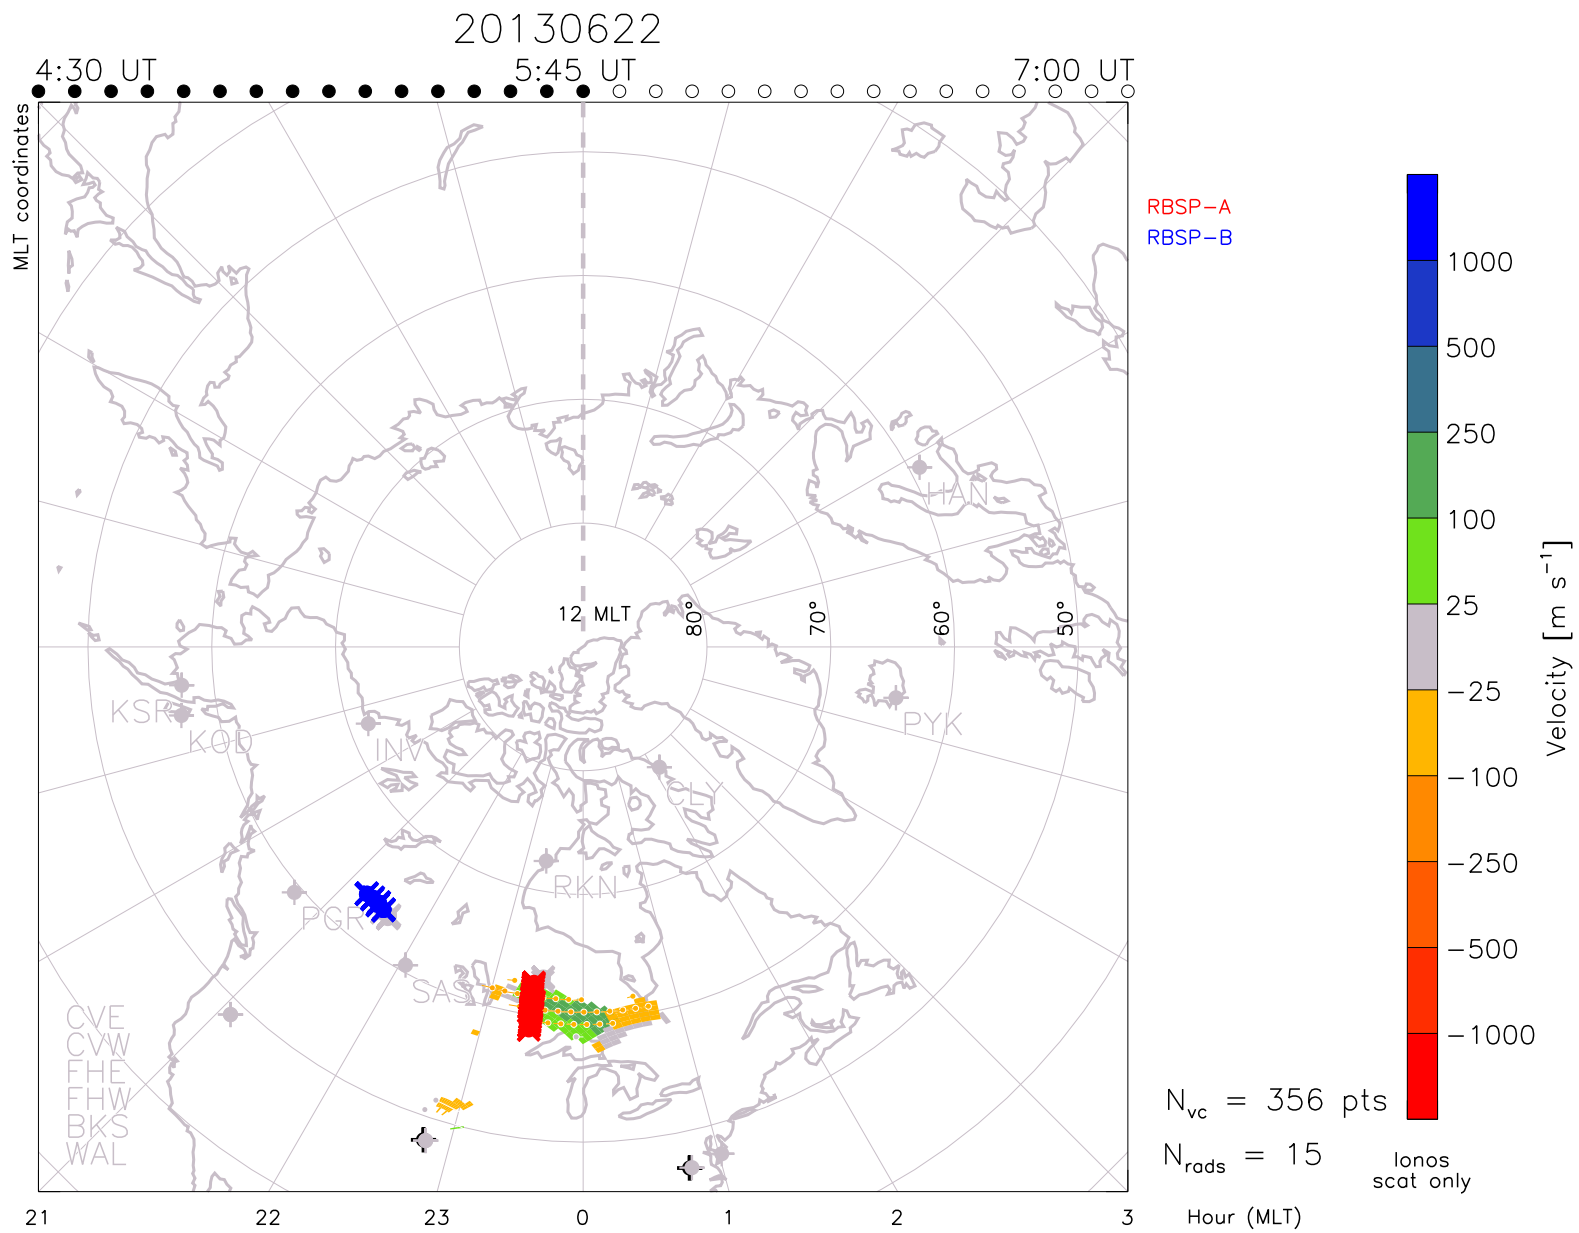 20130622
4:30 UT 5:45 UT 7:00 UT
MLT coordinates
RBSP-A
RBSP-B
1000
500
250
100
25
-25
-100
-250
-500
-1000
Velocity [m s⁻¹]
12 MLT
80°
70°
60°
50°
HAN
KSR
KOD
INV
PYK
CLY
RKN
PGR
SAS
CVE
CVW
FHE
FHW
BKS
WAL
Nvc = 356 pts
Nrads = 15
Ionos
scat only
21 22 23 0 1 2 3 Hour (MLT)